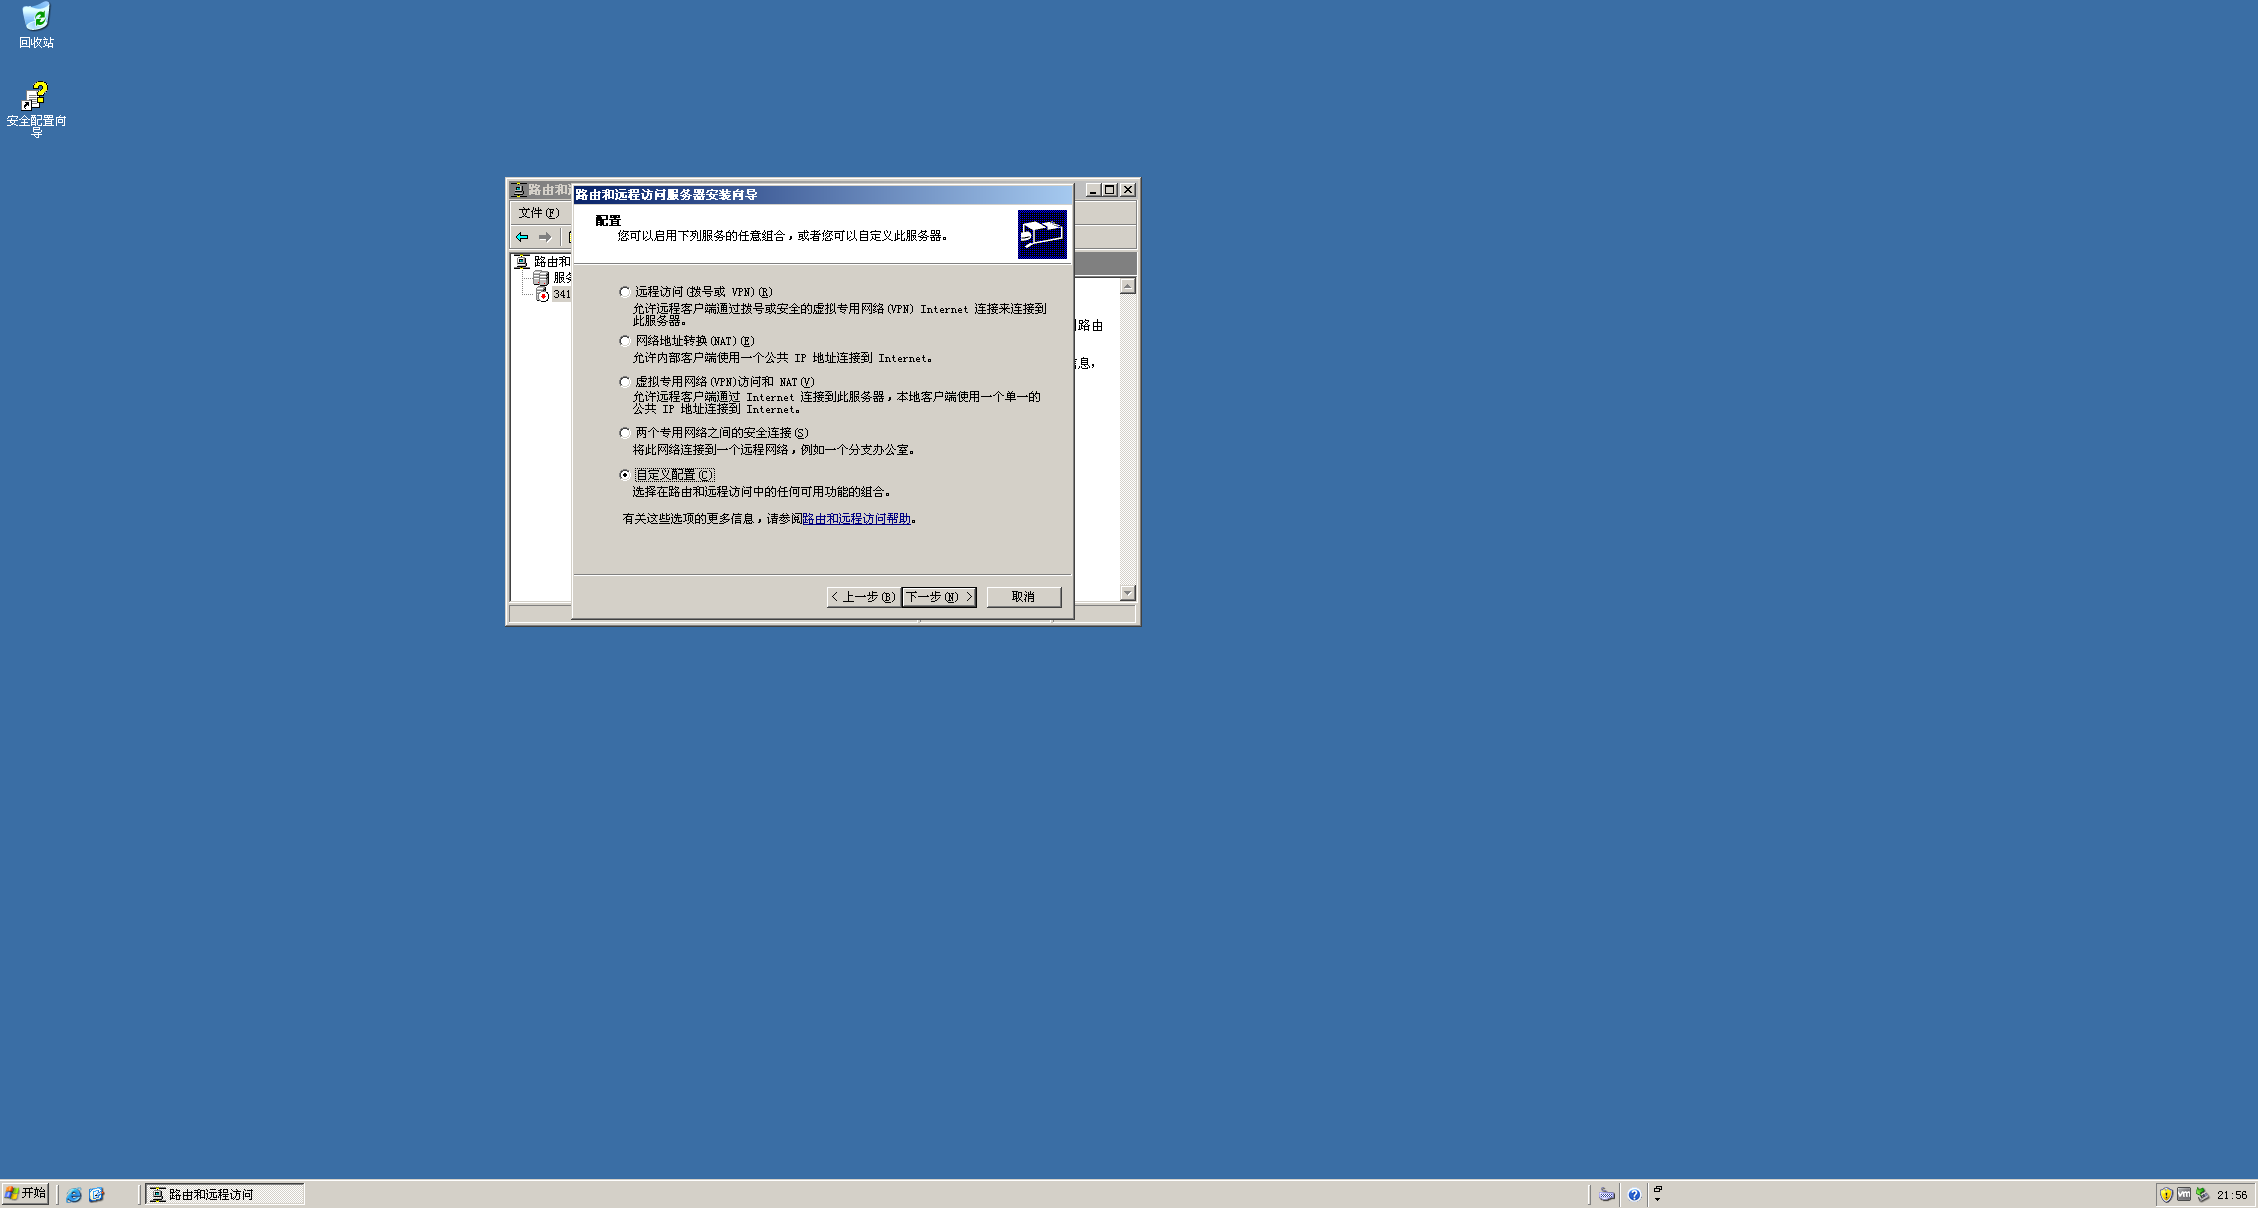 回收站
安全配置向
导
路由和
路由和远程访问服务器安装向导
文件(F)
配置
您可以启用下列服务的任意组合，或者您可以自定义此服务器。
路由和
服务
341
远程访问(拨号或 VPN)(R)
允许远程客户端通过拨号或安全的虚拟专用网络(VPN) Internet 连接来连接到
此服务器。
网络地址转换(NAT)(E)
允许内部客户端使用一个公共 IP 地址连接到 Internet。
虚拟专用网络(VPN)访问和 NAT(V)
允许远程客户端通过 Internet 连接到此服务器，本地客户端使用一个单一的
公共 IP 地址连接到 Internet。
两个专用网络之间的安全连接(S)
将此网络连接到一个远程网络，例如一个分支办公室。
自定义配置(C)
选择在路由和远程访问中的任何可用功能的组合。
有关这些选项的更多信息，请参阅路由和远程访问帮助。
路由
息，
< 上一步(B)
下一步(N) >
取消
开始
路由和远程访问
21:56